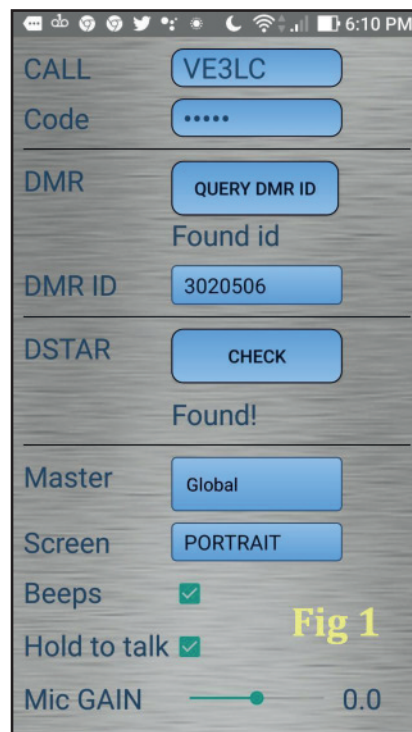 6:10 PM
CALL VE3LC
Code •••••
DMR QUERY DMR ID
Found id
DMR ID 3020506
DSTAR CHECK
Found!
Master Global
Screen PORTRAIT
Beeps
Fig 1
Hold to talk
Mic GAIN 0.0